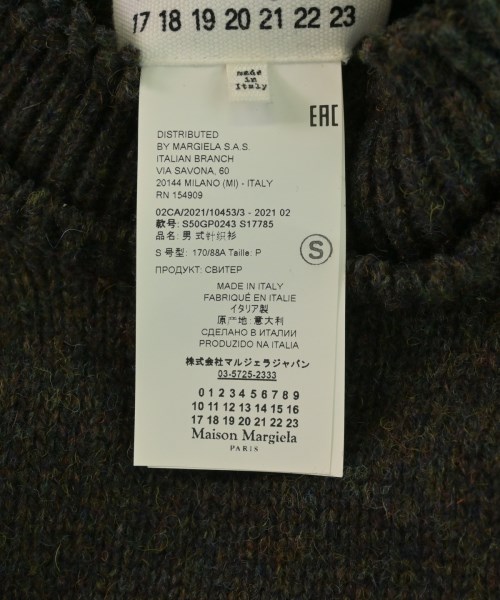 17 18 19 20 21 22 23
made
in
Italy
EAC
DISTRIBUTED
BY MARGIELA S.A.S.
ITALIAN BRANCH
VIA SAVONA, 60
20144 MILANO (MI) - ITALY
RN 154909
02CA/2021/10453/3 - 2021 02
款号: S50GP0243 S17785
品名: 男 式针织衫
S 号型: 170/88A Taille: P
S
ПРОДУКТ: СВИТЕР
MADE IN ITALY
FABRIQUÉ EN ITALIE
イタリア製
原产地: 意大利
СДЕЛАНО В ИТАЛИИ
PRODUZIDO NA ITALIA
株式会社マルジェラジャパン
03-5725-2333
0 1 2 3 4 5 6 7 8 9
10 11 12 13 14 15 16
17 18 19 20 21 22 23
Maison Margiela
PARIS